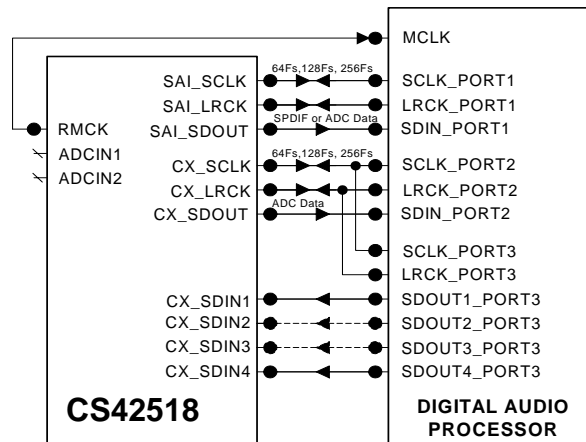 MCLK
64Fs,128Fs, 256Fs
SAI_SCLK
SCLK_PORT1
SAI_LRCK
LRCK_PORT1
SPDIF or ADC Data
RMCK
SAI_SDOUT
SDIN_PORT1
ADCIN1
64Fs,128Fs, 256Fs
CX_SCLK
SCLK_PORT2
ADCIN2
CX_LRCK
LRCK_PORT2
ADC Data
CX_SDOUT
SDIN_PORT2
SCLK_PORT3
LRCK_PORT3
CX_SDIN1
SDOUT1_PORT3
CX_SDIN2
SDOUT2_PORT3
CX_SDIN3
SDOUT3_PORT3
CX_SDIN4
SDOUT4_PORT3
CS42518
DIGITAL AUDIO
PROCESSOR